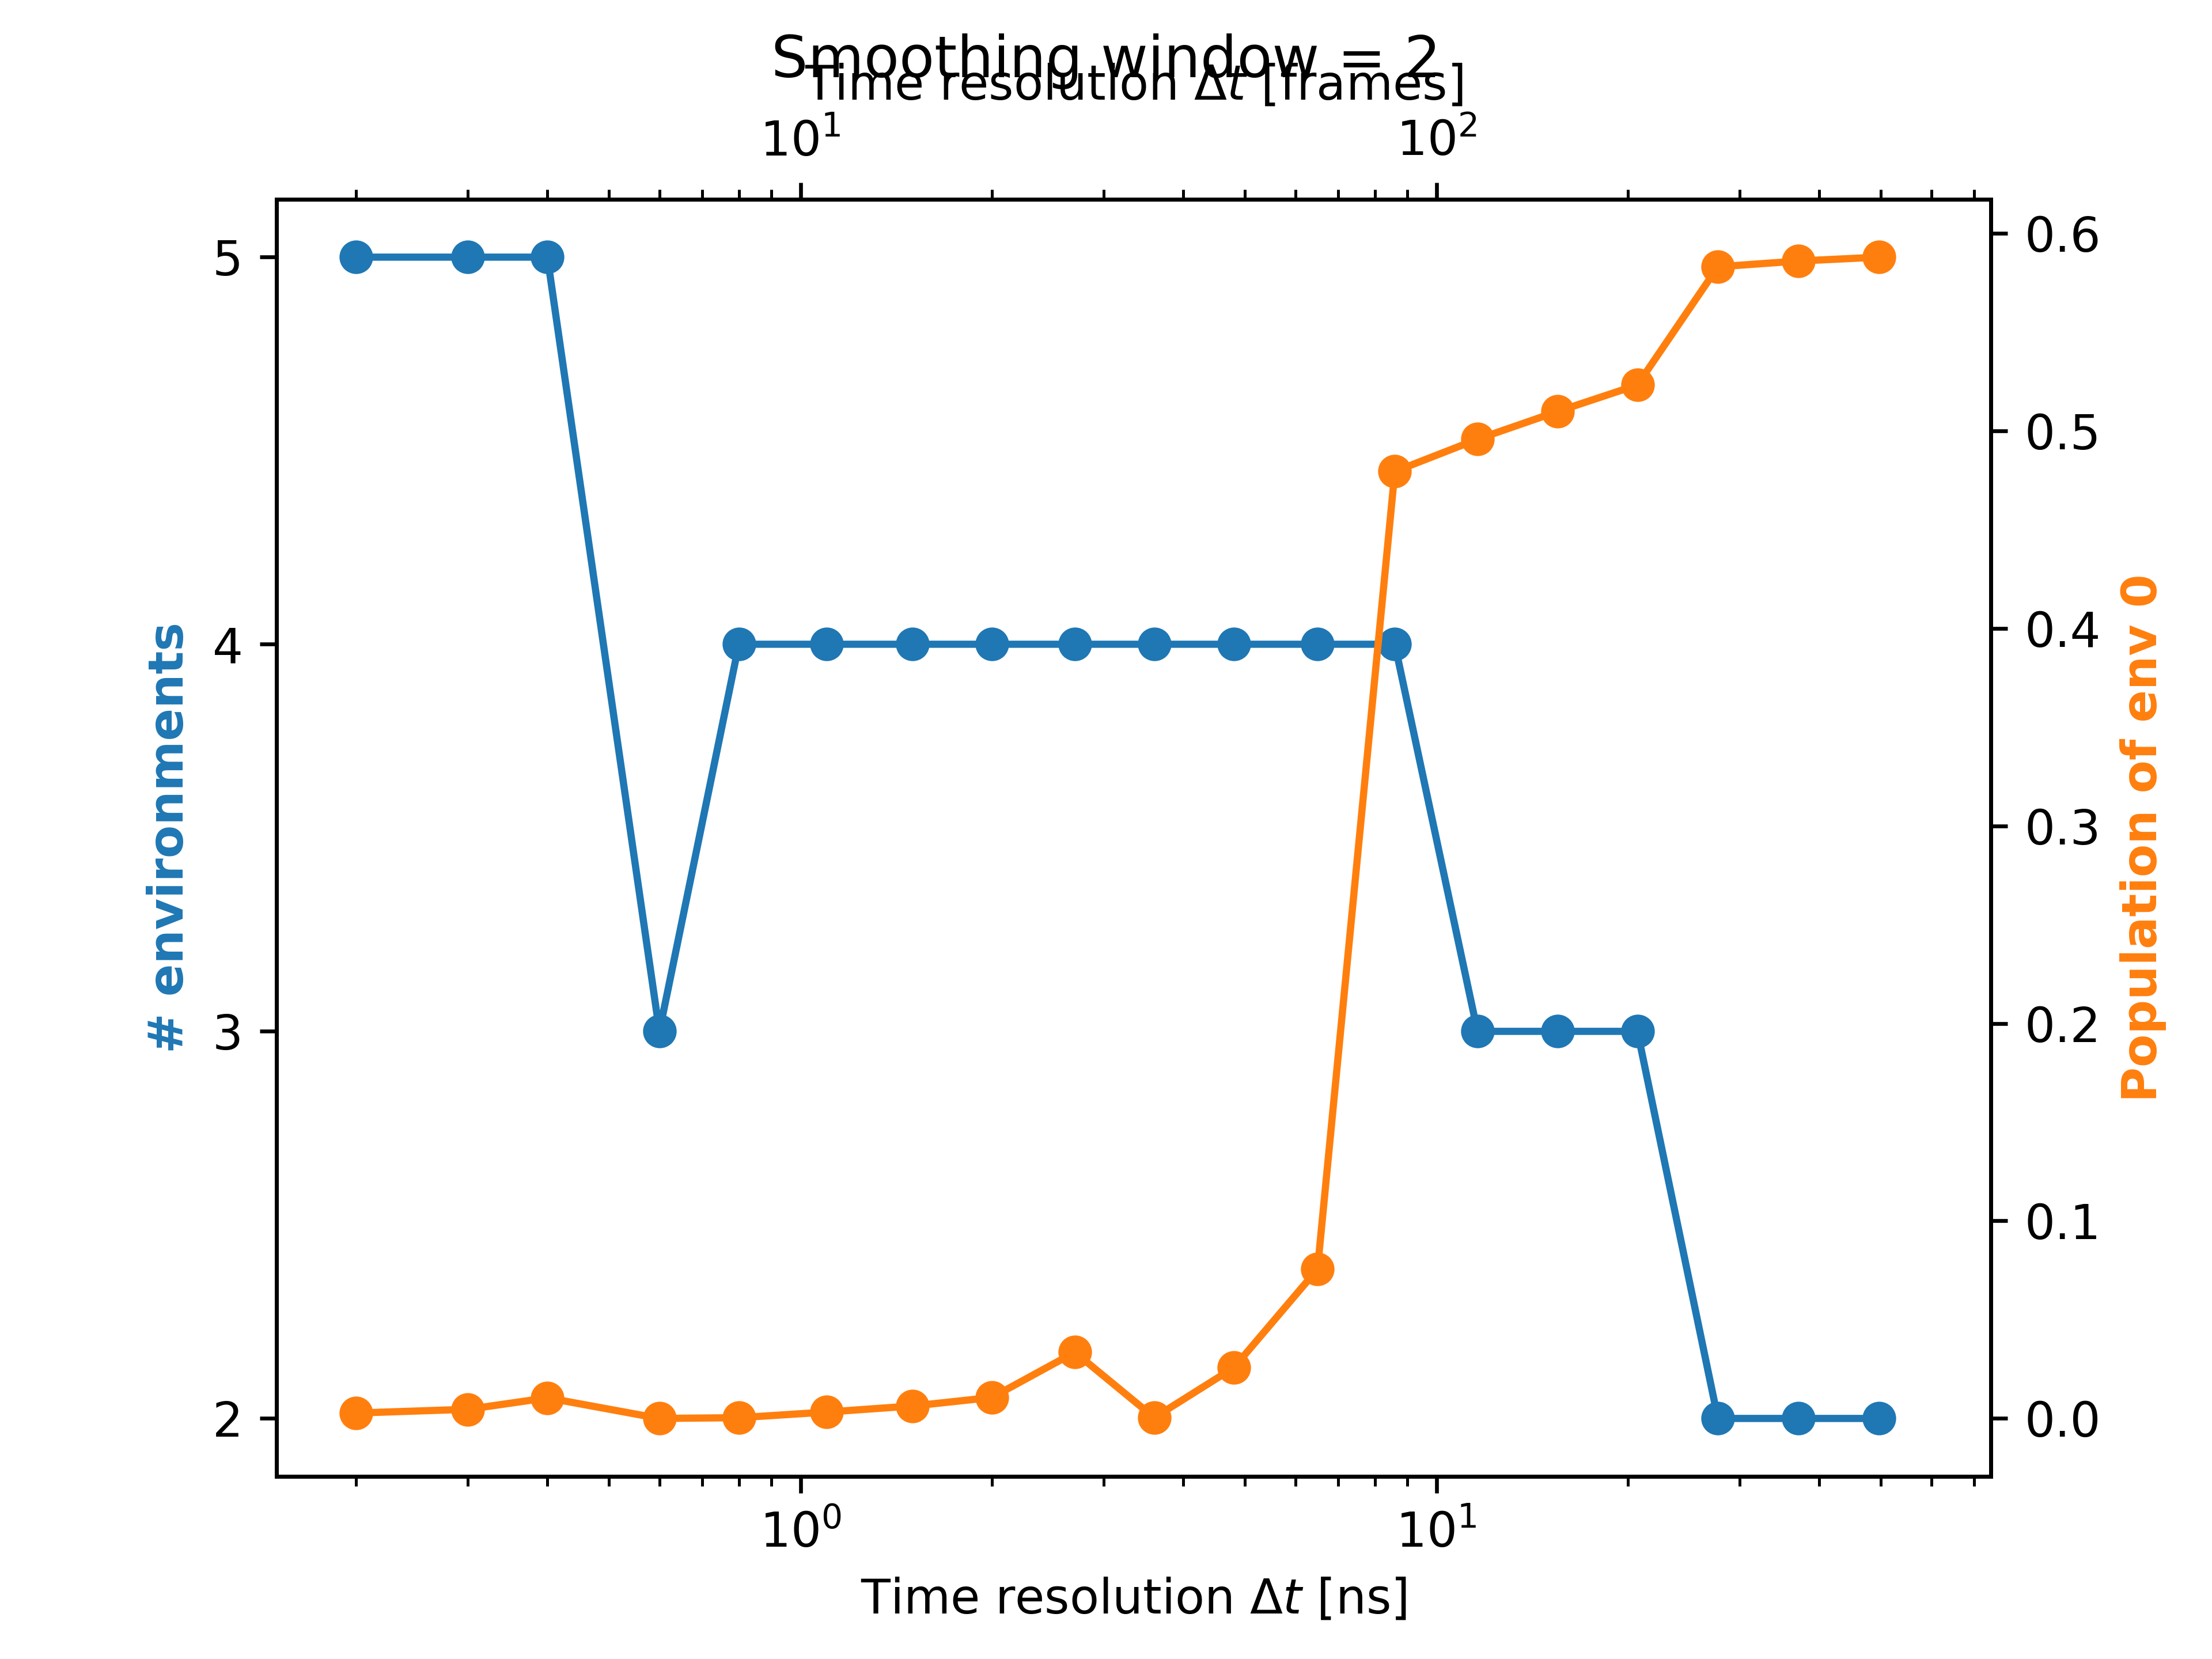 Smoothing window = 2
Time resolution Δt [frames]
10¹ 10²
5
4
3
2
# environments
0.6
0.5
0.4
0.3
0.2
0.1
0.0
Population of env 0
10⁰ 10¹
Time resolution Δt [ns]